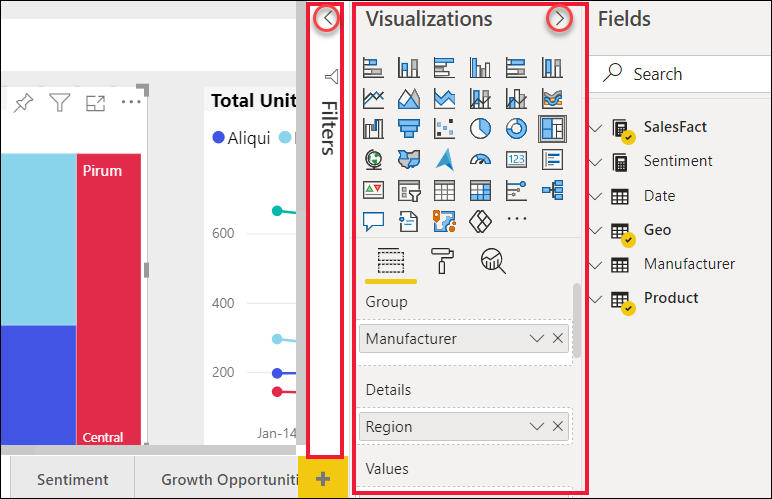 Pirum
Central
Total Unit
Aliqui
600
400
200
Jan-14
Sentiment
Growth Opportuniti
+
Filters
Visualizations
123
Group
Manufacturer
Details
Region
Values
Fields
Search
SalesFact
Sentiment
Date
Geo
Manufacturer
Product